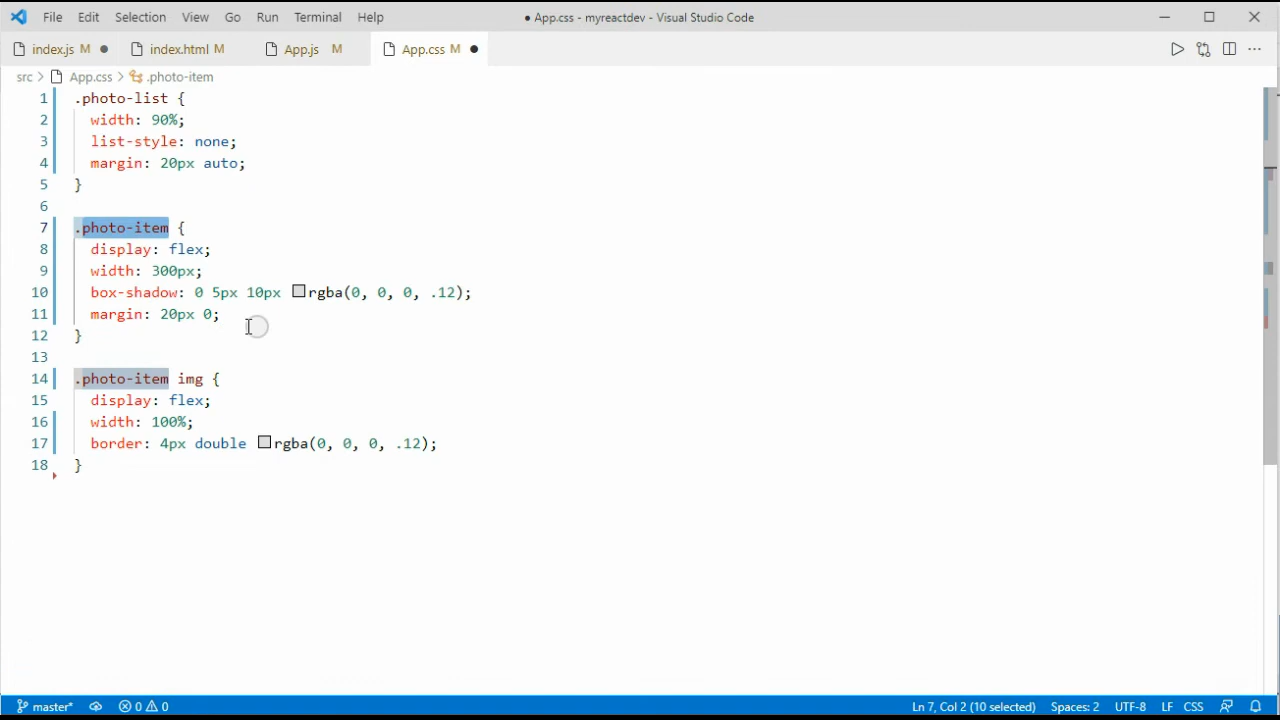 File Edit Selection View Go Run Terminal Help
● App.css - myreactdev - Visual Studio Code
index.js M
index.html M
App.js M
App.css M
src > App.css > .photo-item
1 .photo-list {
2 width: 90%;
3 list-style: none;
4 margin: 20px auto;
5 }
6
7 .photo-item {
8 display: flex;
9 width: 300px;
10 box-shadow: 0 5px 10px rgba(0, 0, 0, .12);
11 margin: 20px 0;
12 }
13
14 .photo-item img {
15 display: flex;
16 width: 100%;
17 border: 4px double rgba(0, 0, 0, .12);
18 }
master* 0 0 Ln 7, Col 2 (10 selected) Spaces: 2 UTF-8 LF CSS